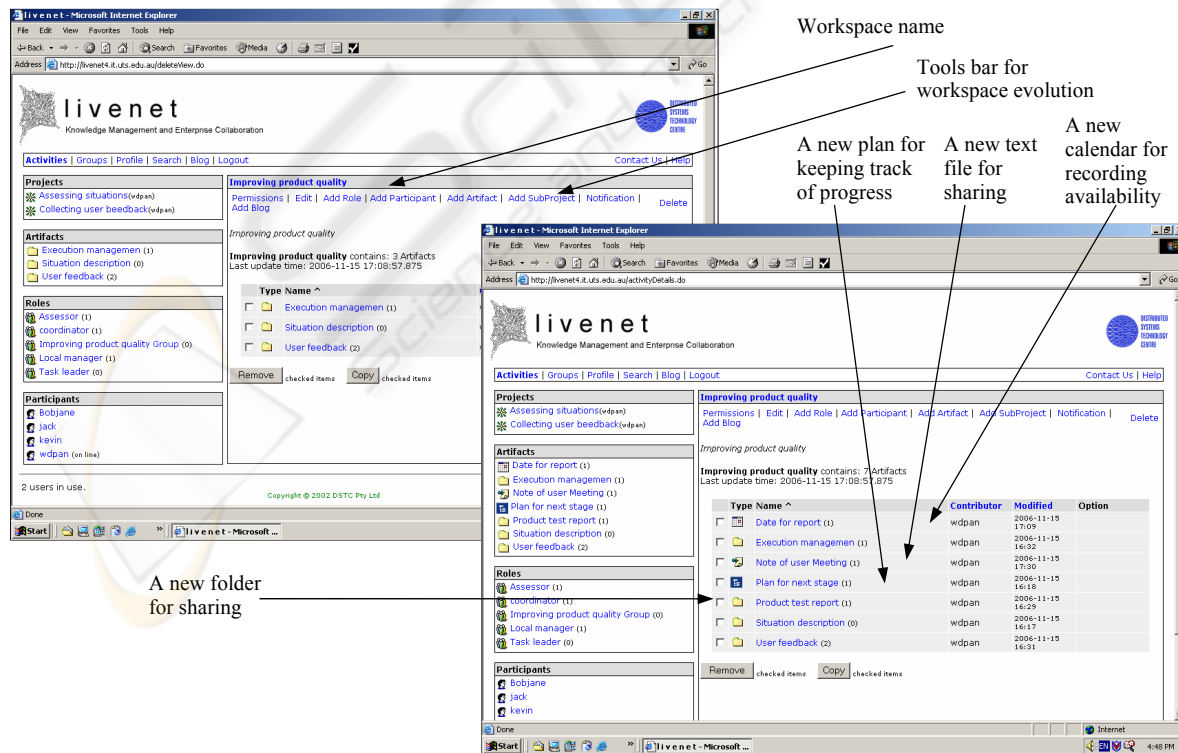 livenet - Microsoft Internet Explorer
File Edit View Favorites Tools Help
Back Search Favorites Media
Address http://livenet4.it.uts.edu.au/deleteView.do Go
livenet
Knowledge Management and Enterprise Collaboration
DISTRIBUTED
SYSTEMS
TECHNOLOGY
CENTRE
Activities | Groups | Profile | Search | Blog | Logout Contact Us | Help
Projects
Assessing situations(wdpan)
Collecting user beedback(wdpan)
Artifacts
Execution managemen (1)
Situation description (0)
User feedback (2)
Roles
Assessor (1)
coordinator (1)
Improving product quality Group (0)
Local manager (1)
Task leader (0)
Participants
Bobjane
jack
kevin
wdpan (on line)
Improving product quality
Permissions | Edit | Add Role | Add Participant | Add Artifact | Add SubProject | Notification |
Add Blog Delete
Improving product quality
Improving product quality contains: 3 Artifacts
Last update time: 2006-11-15 17:08:57.875
Type Name ^
Execution managemen (1)
Situation description (0)
User feedback (2)
Remove checked items Copy checked items
2 users in use.
Copyright © 2002 DSTC Pty Ltd
Done
Start » livenet - Microsoft ...
Workspace name
Tools bar for
workspace evolution
A new plan for
keeping track
of progress
A new text
file for
sharing
A new
calendar for
recording
availability
A new folder
for sharing
livenet - Microsoft Internet Explorer
File Edit View Favorites Tools Help
Back Search Favorites Media
Address http://livenet4.it.uts.edu.au/activityDetails.do Go
livenet
Knowledge Management and Enterprise Collaboration
DISTRIBUTED
SYSTEMS
TECHNOLOGY
CENTRE
Activities | Groups | Profile | Search | Blog | Logout Contact Us | Help
Projects
Assessing situations(wdpan)
Collecting user beedback(wdpan)
Artifacts
Date for report (1)
Execution managemen (1)
Note of user Meeting (1)
Plan for next stage (1)
Product test report (1)
Situation description (0)
User feedback (2)
Roles
Assessor (1)
coordinator (1)
Improving product quality Group (0)
Local manager (1)
Task leader (0)
Participants
Bobjane
jack
kevin
Improving product quality
Permissions | Edit | Add Role | Add Participant | Add Artifact | Add SubProject | Notification |
Add Blog Delete
Improving product quality
Improving product quality contains: 7 Artifacts
Last update time: 2006-11-15 17:08:57.875
Type Name ^ Contributor Modified Option
Date for report (1) wdpan 2006-11-15 17:09
Execution managemen (1) wdpan 2006-11-15 16:32
Note of user Meeting (1) wdpan 2006-11-15 17:30
Plan for next stage (1) wdpan 2006-11-15 16:18
Product test report (1) wdpan 2006-11-15 16:29
Situation description (0) wdpan 2006-11-15 16:17
User feedback (2) wdpan 2006-11-15 16:31
Remove checked items Copy checked items
Done Internet
Start » livenet - Microsoft ... EN 4:48 PM